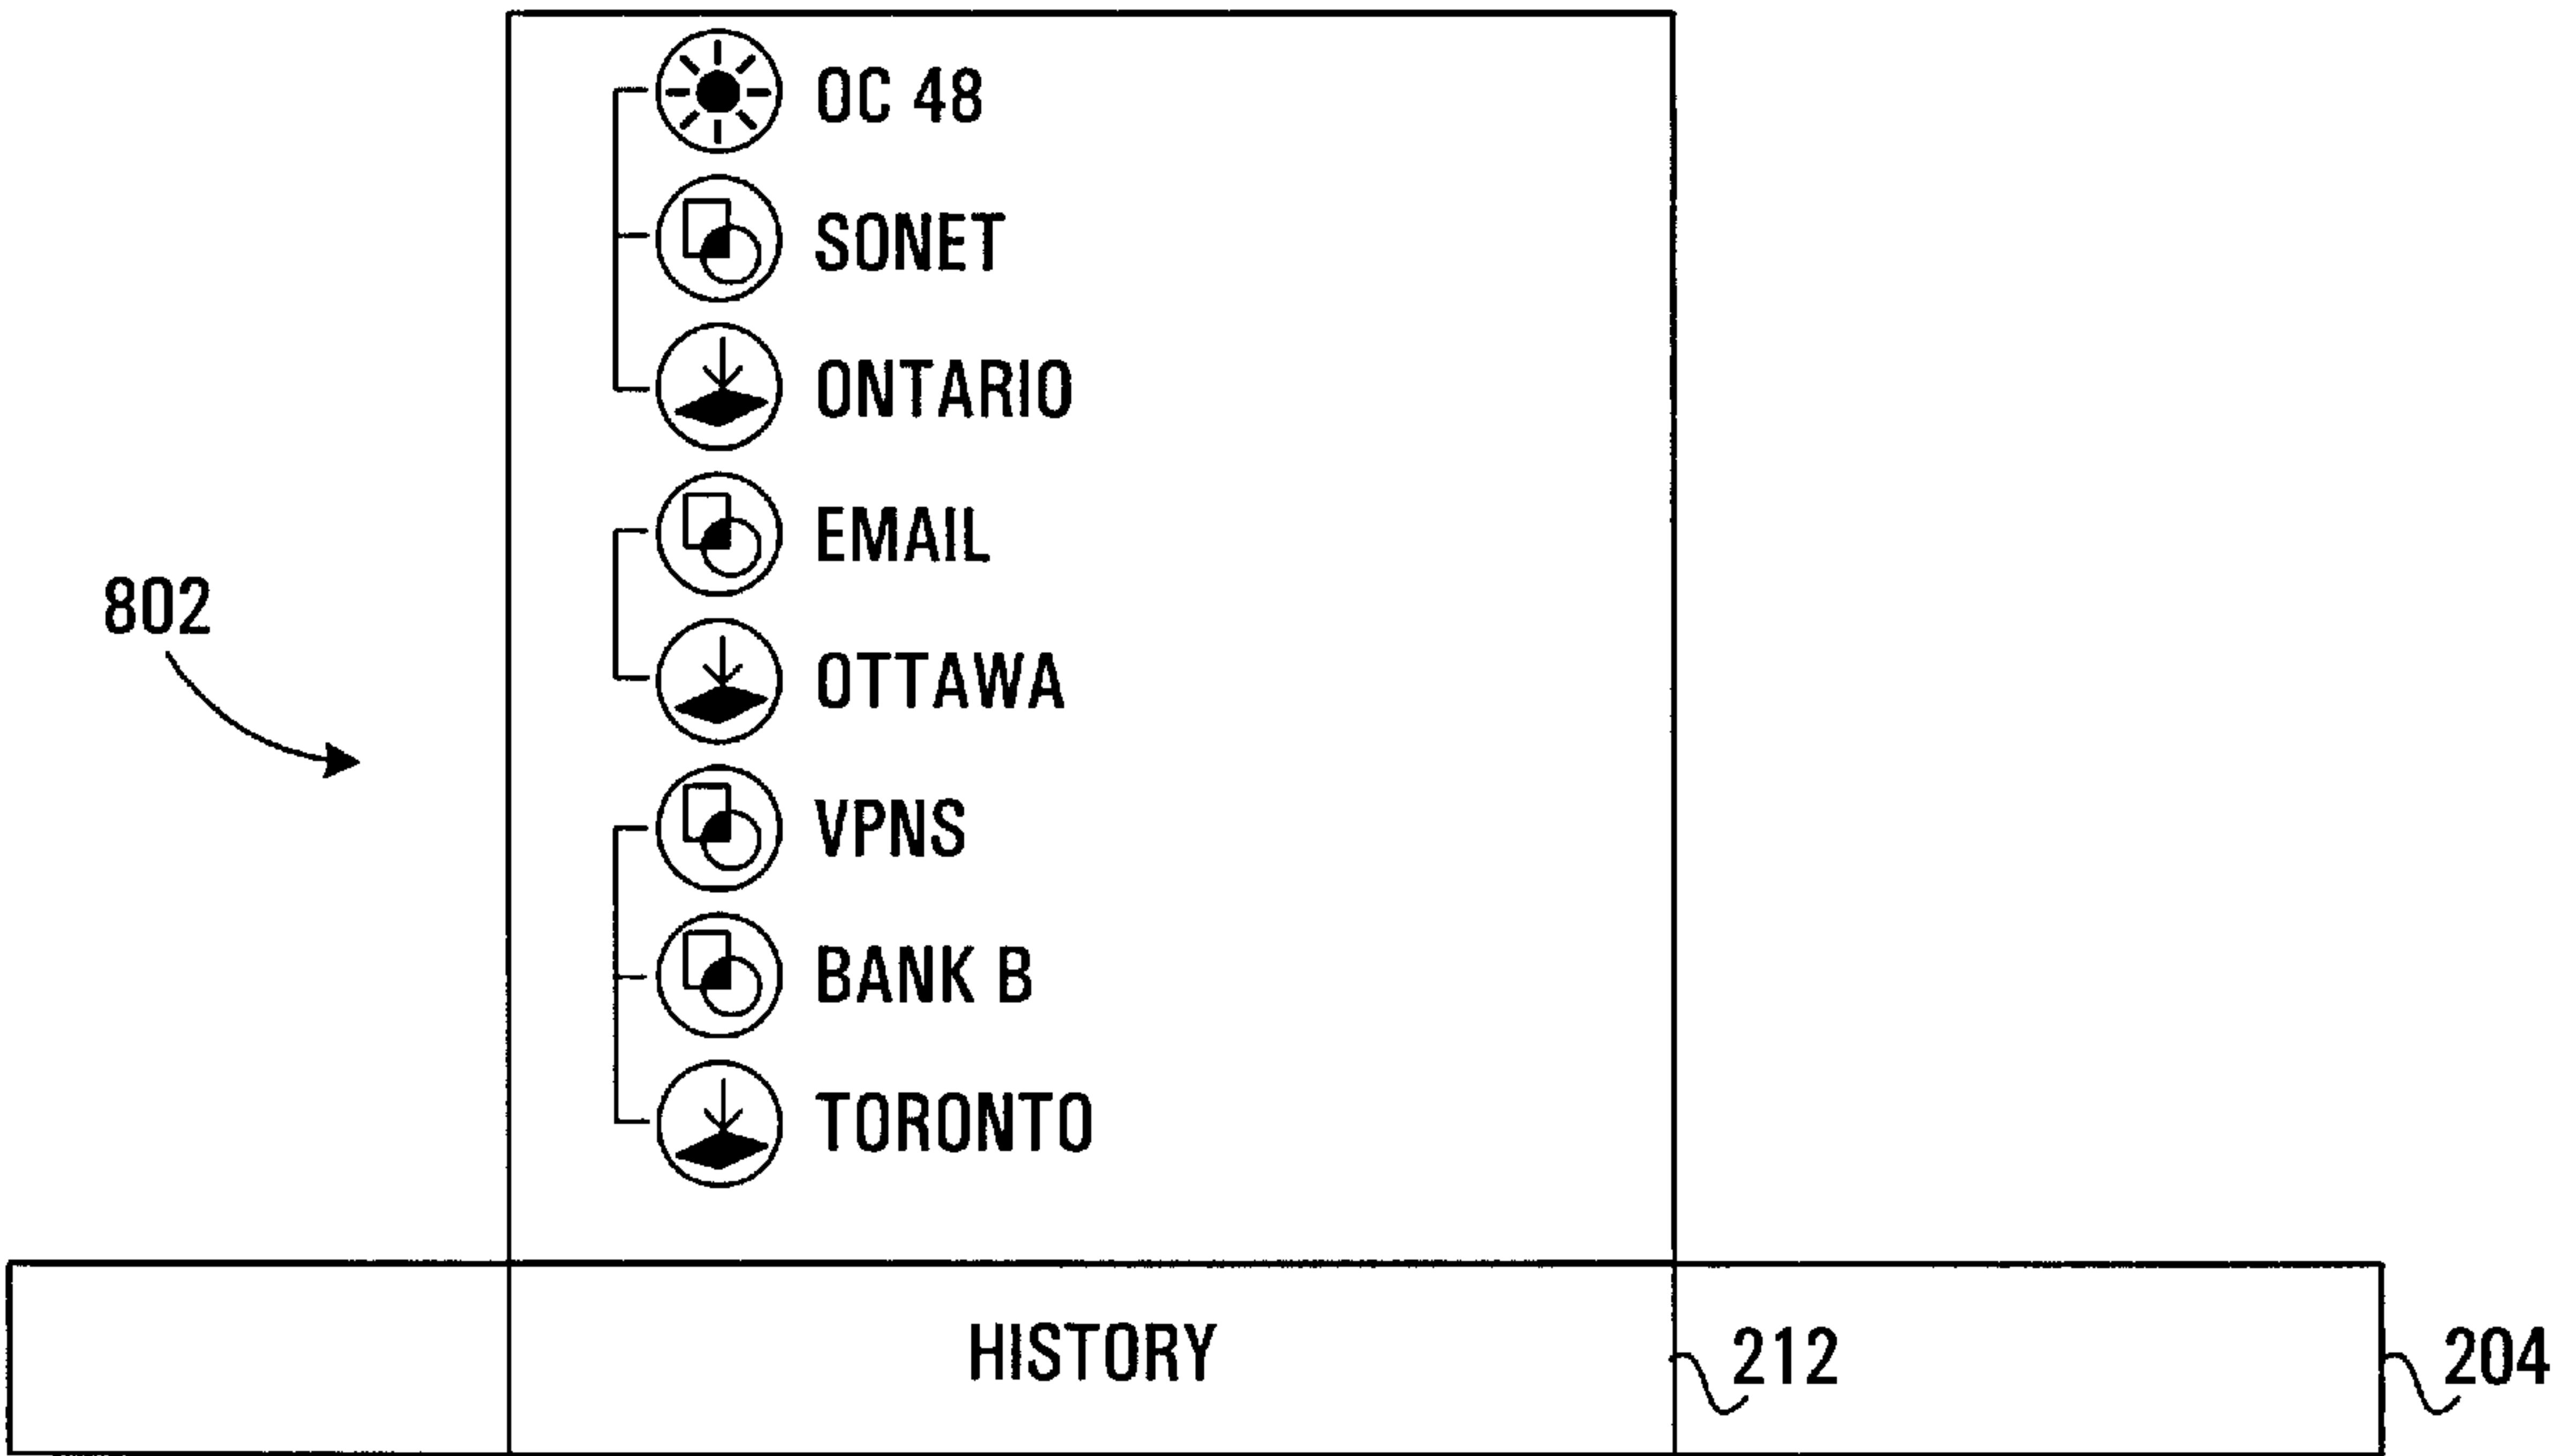 OC 48
SONET
ONTARIO
EMAIL
802
OTTAWA
VPNS
BANK B
TORONTO
HISTORY
212
204